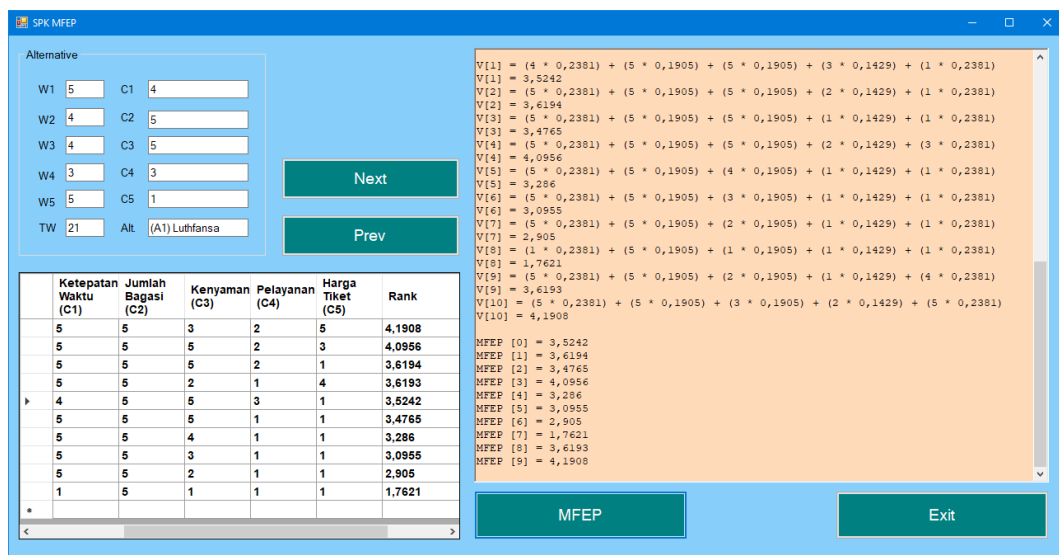 SPK MFEP
Alternative
W1 5 C1 4
W2 4 C2 5
W3 4 C3 5
W4 3 C4 3
W5 5 C5 1
TW 21 Alt. (A1) Luthfansa
Next
Prev
Ketepatan Waktu (C1) Jumlah Bagasi (C2) Kenyaman (C3) Pelayanan (C4) Harga Tiket (C5) Rank
5 5 3 2 5 4,1908
5 5 5 2 3 4,0956
5 5 5 2 1 3,6194
5 5 2 1 4 3,6193
4 5 5 3 1 3,5242
5 5 5 1 1 3,4765
5 5 4 1 1 3,286
5 5 3 1 1 3,0955
5 5 2 1 1 2,905
1 5 1 1 1 1,7621
V[1] = (4 * 0,2381) + (5 * 0,1905) + (5 * 0,1905) + (3 * 0,1429) + (1 * 0,2381)
V[1] = 3,5242
V[2] = (5 * 0,2381) + (5 * 0,1905) + (5 * 0,1905) + (2 * 0,1429) + (1 * 0,2381)
V[2] = 3,6194
V[3] = (5 * 0,2381) + (5 * 0,1905) + (5 * 0,1905) + (1 * 0,1429) + (1 * 0,2381)
V[3] = 3,4765
V[4] = (5 * 0,2381) + (5 * 0,1905) + (5 * 0,1905) + (2 * 0,1429) + (3 * 0,2381)
V[4] = 4,0956
V[5] = (5 * 0,2381) + (5 * 0,1905) + (4 * 0,1905) + (1 * 0,1429) + (1 * 0,2381)
V[5] = 3,286
V[6] = (5 * 0,2381) + (5 * 0,1905) + (3 * 0,1905) + (1 * 0,1429) + (1 * 0,2381)
V[6] = 3,0955
V[7] = (5 * 0,2381) + (5 * 0,1905) + (2 * 0,1905) + (1 * 0,1429) + (1 * 0,2381)
V[7] = 2,905
V[8] = (1 * 0,2381) + (5 * 0,1905) + (1 * 0,1905) + (1 * 0,1429) + (1 * 0,2381)
V[8] = 1,7621
V[9] = (5 * 0,2381) + (5 * 0,1905) + (2 * 0,1905) + (1 * 0,1429) + (4 * 0,2381)
V[9] = 3,6193
V[10] = (5 * 0,2381) + (5 * 0,1905) + (3 * 0,1905) + (2 * 0,1429) + (5 * 0,2381)
V[10] = 4,1908
MFEP [0] = 3,5242
MFEP [1] = 3,6194
MFEP [2] = 3,4765
MFEP [3] = 4,0956
MFEP [4] = 3,286
MFEP [5] = 3,0955
MFEP [6] = 2,905
MFEP [7] = 1,7621
MFEP [8] = 3,6193
MFEP [9] = 4,1908
MFEP
Exit